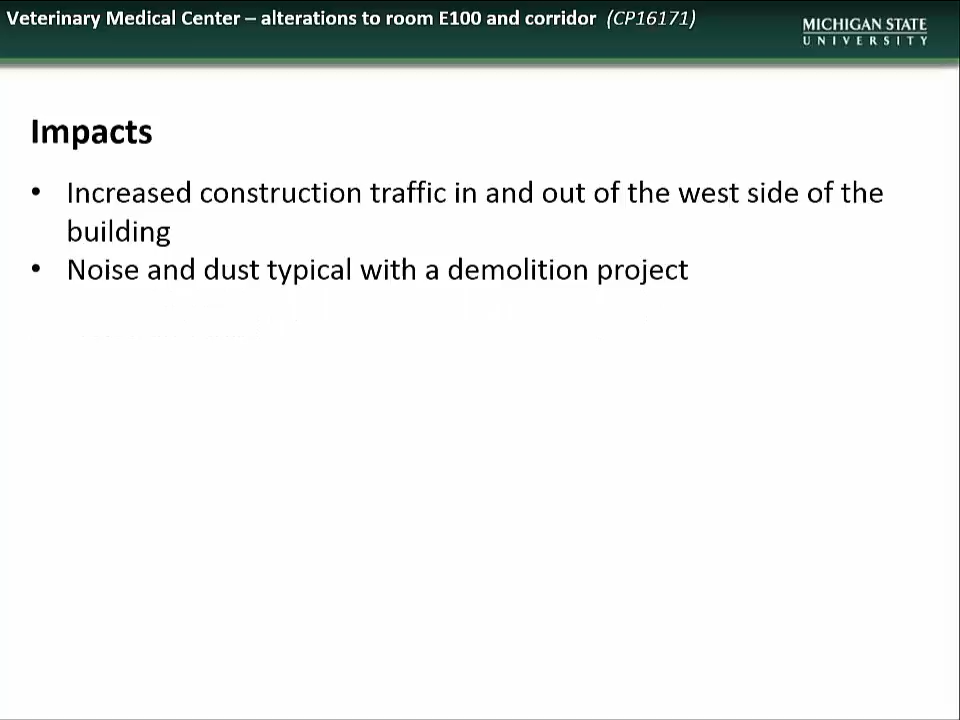 Veterinary Medical Center – alterations to room E100 and corridor (CP16171)
MICHIGAN STATE
UNIVERSITY
Impacts
• Increased construction traffic in and out of the west side of the
building
• Noise and dust typical with a demolition project